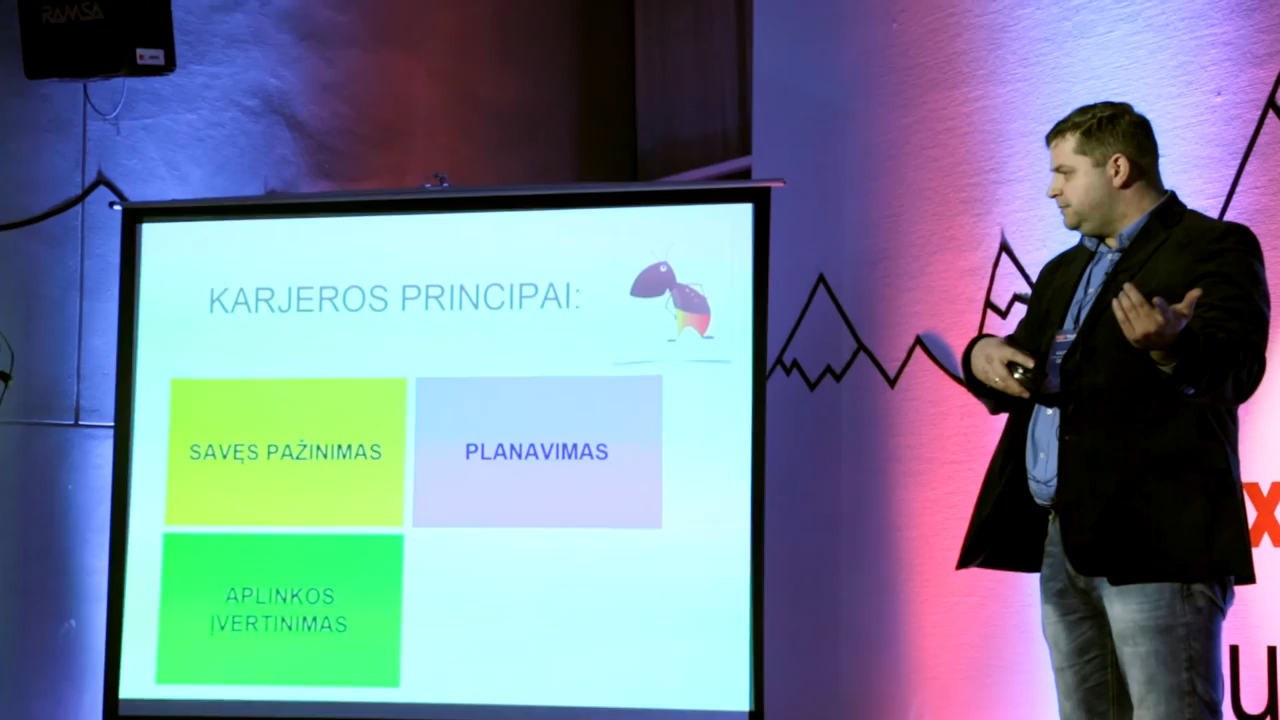 RAMSA
KARJEROS PRINCIPAI:
SAVĘS PAŽINIMAS
PLANAVIMAS
APLINKOS
ĮVERTINIMAS
x
u